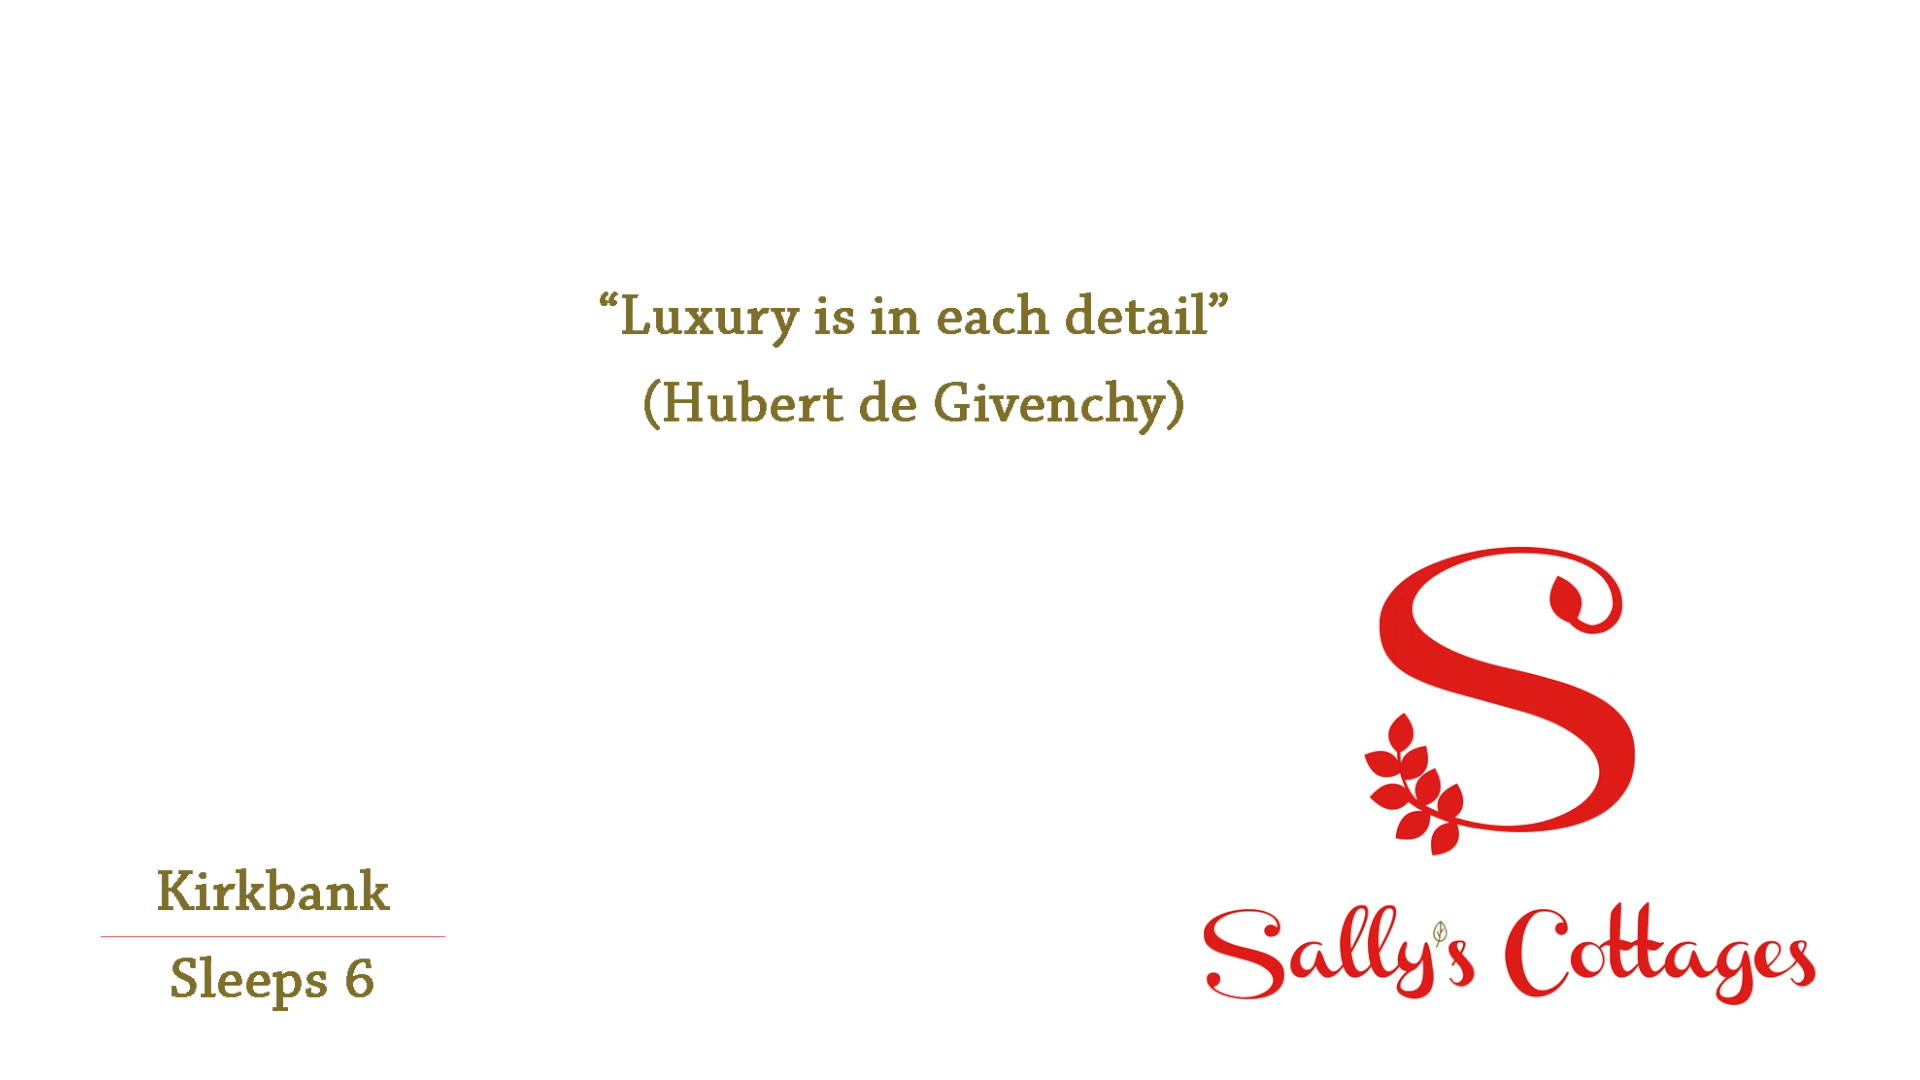 “Luxury is in each detail”
(Hubert de Givenchy)
Kirkbank
Sleeps 6
S
Sally's Cottages